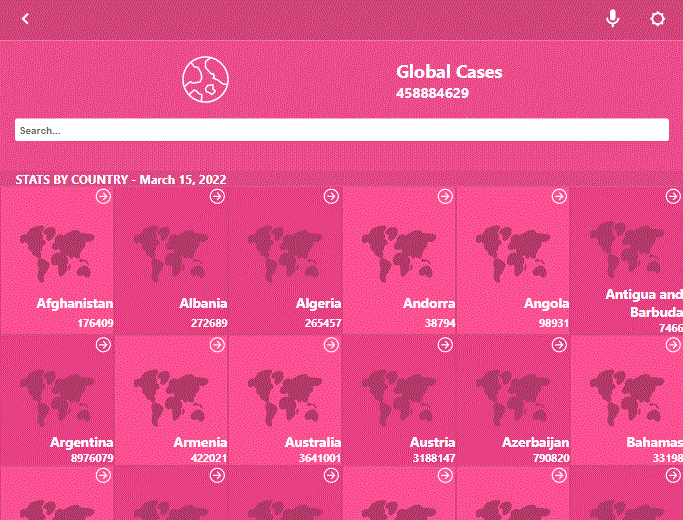 Global Cases
458884629
Search...
STATS BY COUNTRY - March 15, 2022
Afghanistan
176409
Albania
272689
Algeria
265457
Andorra
38794
Angola
98931
Antigua and
Barbuda
7466
Argentina
8976079
Armenia
422021
Australia
3641001
Austria
3188147
Azerbaijan
790820
Bahamas
33198